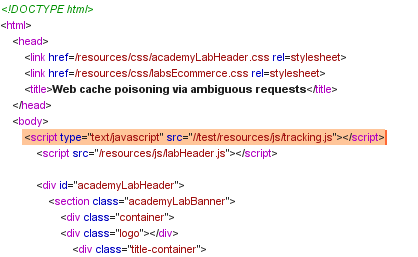 <!DOCTYPE html>
<html>
<head>
<link href=/resources/css/academyLabHeader.css rel=stylesheet>
<link href=/resources/css/labsEcommerce.css rel=stylesheet>
<title>Web cache poisoning via ambiguous requests</title>
</head>
<body>
<script type="text/javascript" src="//test/resources/js/tracking.js"></script>
<script src="/resources/js/labHeader.js"></script>
<div id="academyLabHeader">
<section class="academyLabBanner">
<div class="container">
<div class="logo"></div>
<div class="title-container">